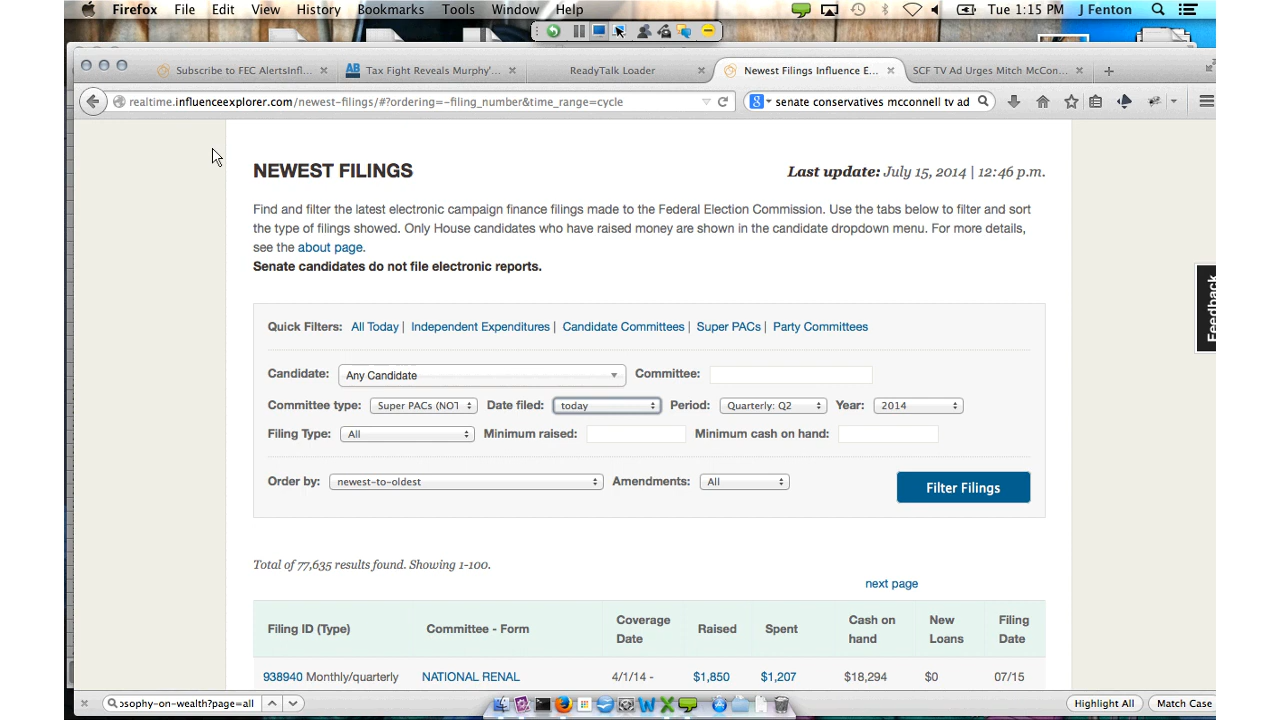 Firefox File Edit View History Bookmarks Tools Window Help Tue 1:15 PM J Fenton
Subscribe to FEC AlertsInfl... Tax Fight Reveals Murphy'... ReadyTalk Loader Newest Filings Influence E... SCF TV Ad Urges Mitch McCon...
realtime.influenceexplorer.com/newest-filings/#?ordering=-filing_number&time_range=cycle senate conservatives mcconnell tv ad
NEWEST FILINGS Last update: July 15, 2014 | 12:46 p.m.
Find and filter the latest electronic campaign finance filings made to the Federal Election Commission. Use the tabs below to filter and sort
the type of filings showed. Only House candidates who have raised money are shown in the candidate dropdown menu. For more details,
see the about page.
Senate candidates do not file electronic reports.
Feedback
Quick Filters: All Today | Independent Expenditures | Candidate Committees | Super PACs | Party Committees
Candidate: Any Candidate Committee:
Committee type: Super PACs (NOT Date filed: today Period: Quarterly: Q2 Year: 2014
Filing Type: All Minimum raised: Minimum cash on hand:
Order by: newest-to-oldest Amendments: All Filter Filings
Total of 77,635 results found. Showing 1-100.
next page
Filing ID (Type) Committee - Form Coverage Date Raised Spent Cash on hand New Loans Filing Date
938940 Monthly/quarterly NATIONAL RENAL 4/1/14 - $1,850 $1,207 $18,294 $0 07/15
osophy-on-wealth?page=all Highlight All Match Case